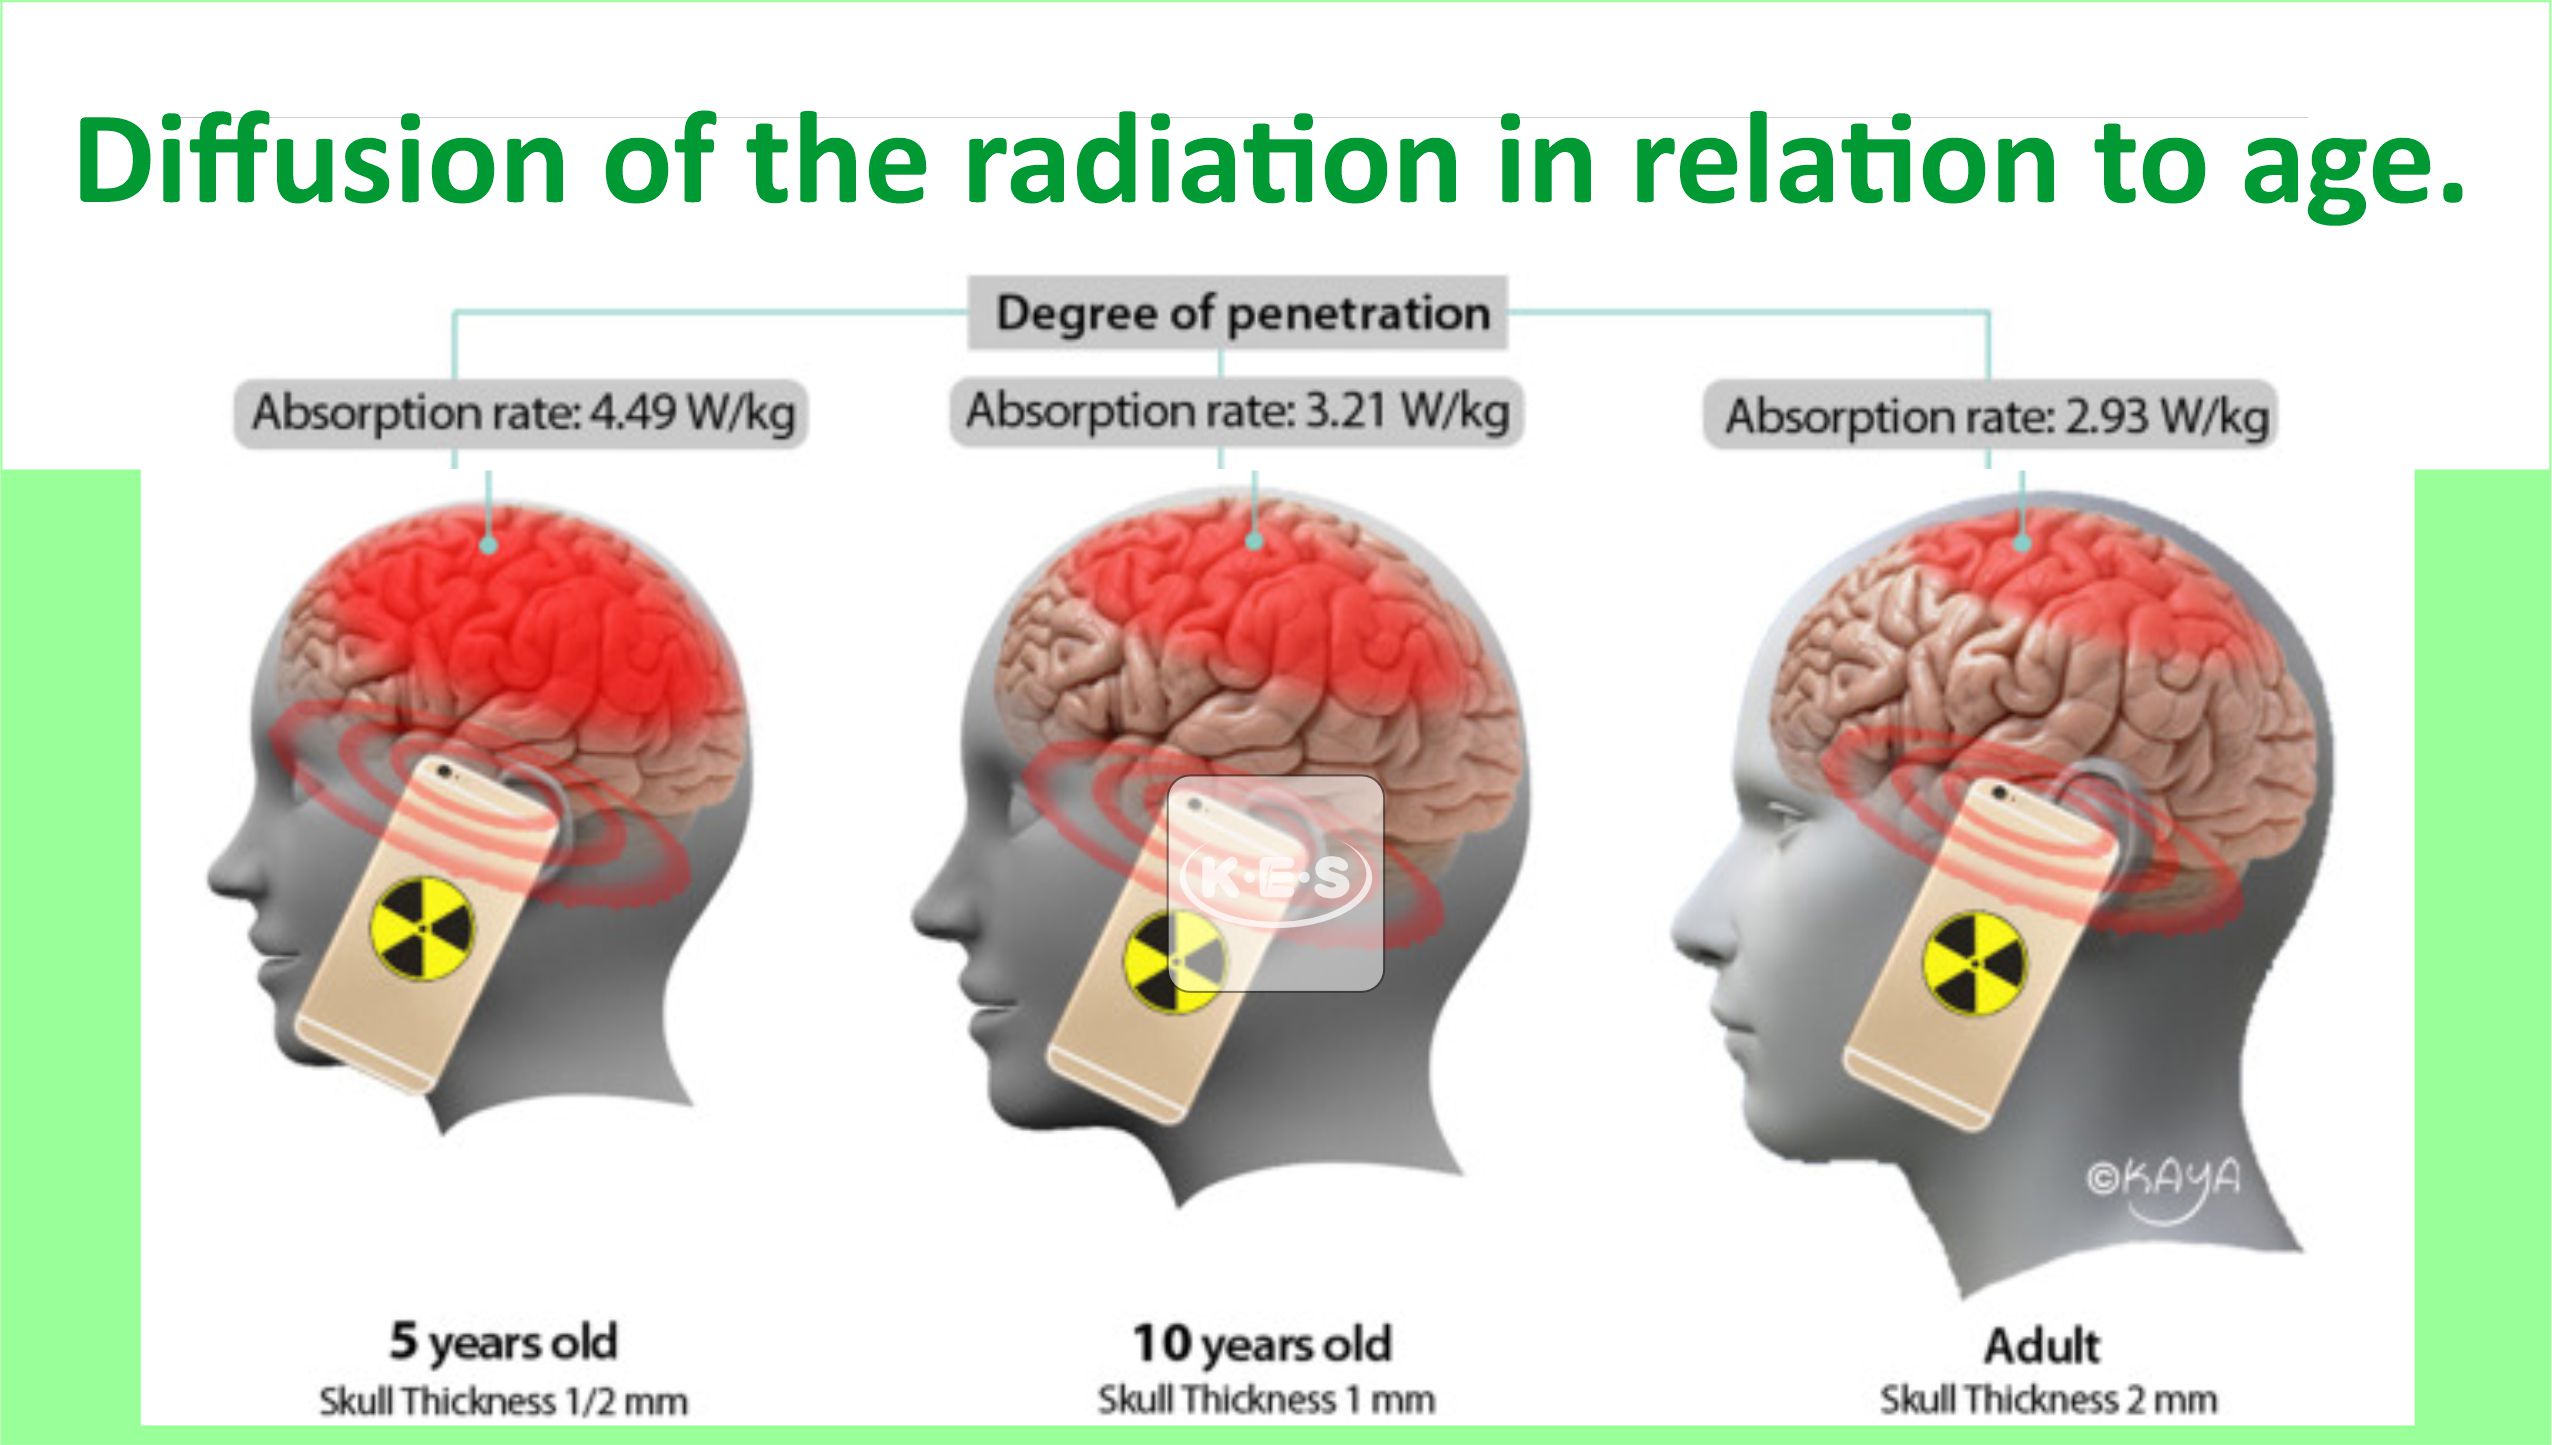 Diffusion of the radiation in relation to age.
Degree of penetration
Absorption rate: 4.49 W/kg
Absorption rate: 3.21 W/kg
Absorption rate: 2.93 W/kg
K·E·S
©KAYA
5 years old
Skull Thickness 1/2 mm
10 years old
Skull Thickness 1 mm
Adult
Skull Thickness 2 mm